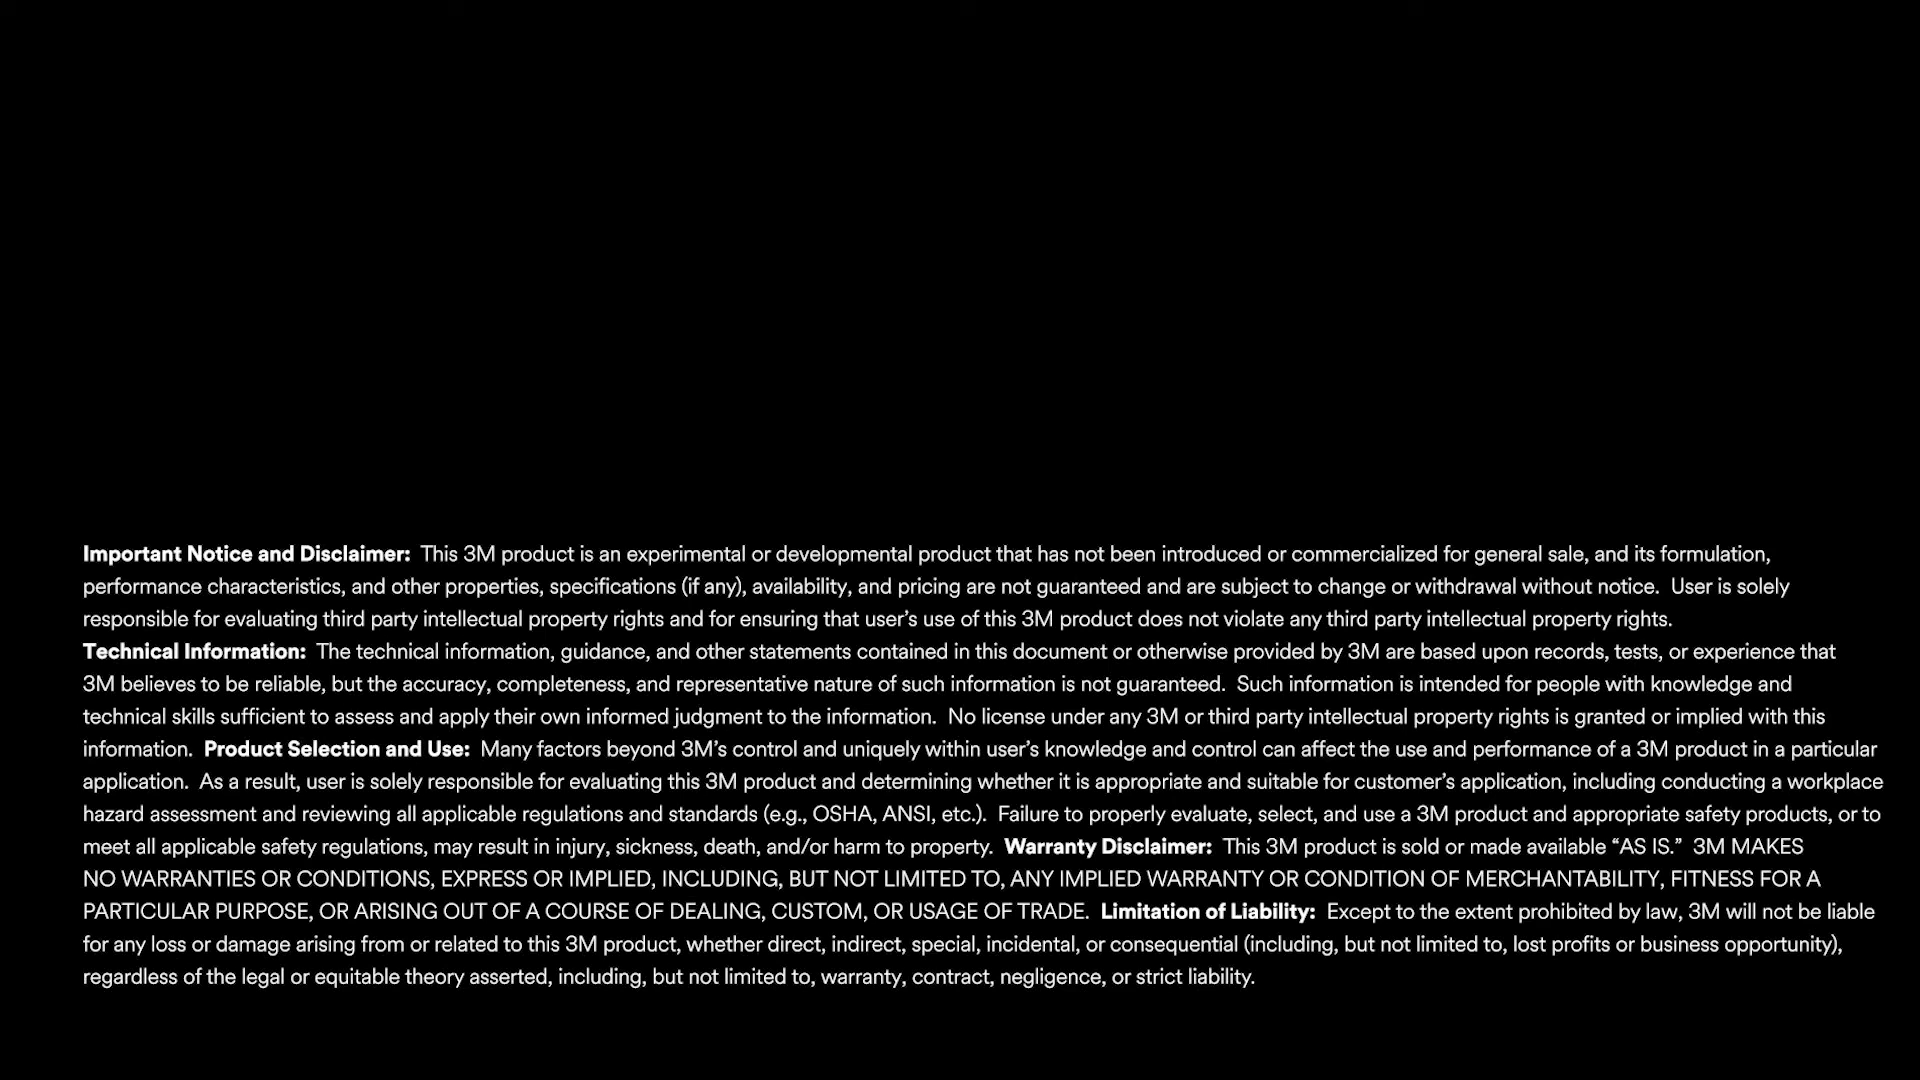 Important Notice and Disclaimer:  This 3M product is an experimental or developmental product that has not been introduced or commercialized for general sale, and its formulation,
performance characteristics, and other properties, specifications (if any), availability, and pricing are not guaranteed and are subject to change or withdrawal without notice.  User is solely
responsible for evaluating third party intellectual property rights and for ensuring that user’s use of this 3M product does not violate any third party intellectual property rights.
Technical Information:  The technical information, guidance, and other statements contained in this document or otherwise provided by 3M are based upon records, tests, or experience that
3M believes to be reliable, but the accuracy, completeness, and representative nature of such information is not guaranteed.  Such information is intended for people with knowledge and
technical skills sufficient to assess and apply their own informed judgment to the information.  No license under any 3M or third party intellectual property rights is granted or implied with this
information.  Product Selection and Use:  Many factors beyond 3M’s control and uniquely within user’s knowledge and control can affect the use and performance of a 3M product in a particular
application.  As a result, user is solely responsible for evaluating this 3M product and determining whether it is appropriate and suitable for customer’s application, including conducting a workplace
hazard assessment and reviewing all applicable regulations and standards (e.g., OSHA, ANSI, etc.).  Failure to properly evaluate, select, and use a 3M product and appropriate safety products, or to
meet all applicable safety regulations, may result in injury, sickness, death, and/or harm to property.  Warranty Disclaimer:  This 3M product is sold or made available “AS IS.”  3M MAKES
NO WARRANTIES OR CONDITIONS, EXPRESS OR IMPLIED, INCLUDING, BUT NOT LIMITED TO, ANY IMPLIED WARRANTY OR CONDITION OF MERCHANTABILITY, FITNESS FOR A
PARTICULAR PURPOSE, OR ARISING OUT OF A COURSE OF DEALING, CUSTOM, OR USAGE OF TRADE.  Limitation of Liability:  Except to the extent prohibited by law, 3M will not be liable
for any loss or damage arising from or related to this 3M product, whether direct, indirect, special, incidental, or consequential (including, but not limited to, lost profits or business opportunity),
regardless of the legal or equitable theory asserted, including, but not limited to, warranty, contract, negligence, or strict liability.